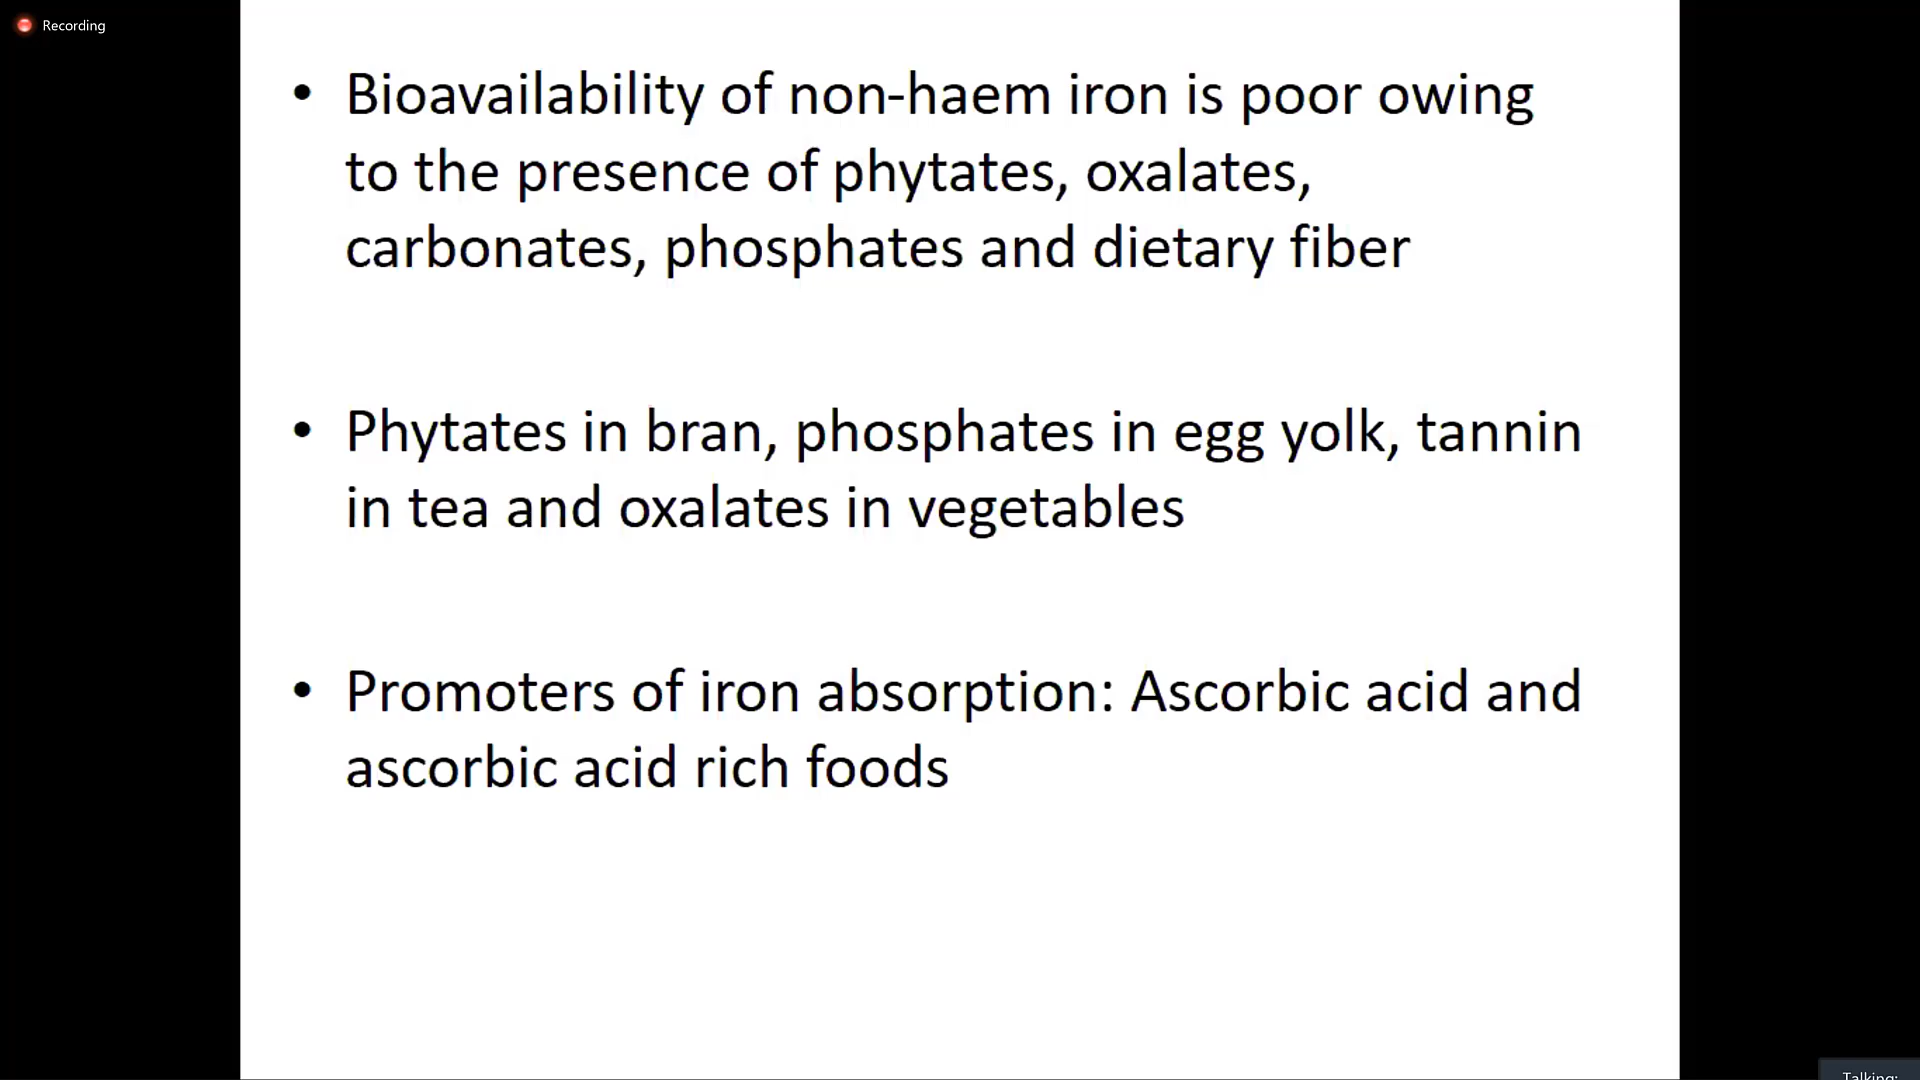 Recording
• Bioavailability of non-haem iron is poor owing
to the presence of phytates, oxalates,
carbonates, phosphates and dietary fiber
• Phytates in bran, phosphates in egg yolk, tannin
in tea and oxalates in vegetables
• Promoters of iron absorption: Ascorbic acid and
ascorbic acid rich foods
Talking: